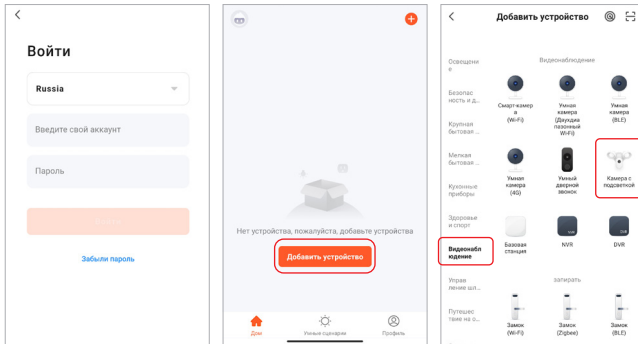 Войти
Russia
Введите свой аккаунт
Пароль
Забыли пароль
Нет устройства, пожалуйста, добавьте устройства
Добавить устройство
Дом
Умные сценарии
Профиль
Добавить устройство
Освещени
е
Безопас
ность и д...
Крупная
бытовая ...
Мелкая
бытовая ...
Кухонные
приборы
Здоровье
и спорт
Видеонабл
юдение
Управ
ление шл...
Путешес
твие на о...
Видеонаблюдение
Смарт-камер
а
(Wi-Fi)
Умная
камера
(Двухдиа
пазонный
Wi-Fi)
Умная
камера
(BLE)
Умная
камера
(4G)
Умный
дверной
звонок
Камера с
подсветкой
Базовая
станция
NVR
DVR
запирать
Замок
(Wi-Fi)
Замок
(Zigbee)
Замок
(BLE)